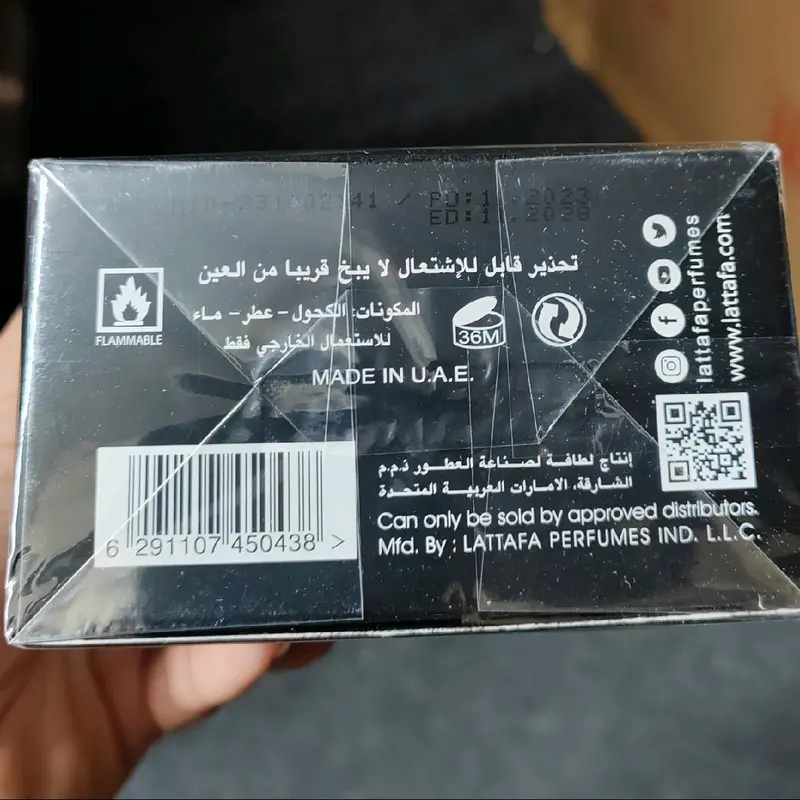 تحذير قابل للإشتعال لا يبخ قريبا من العين
المكونات: الكحول - عطر - ماء
للاستعمال الخارجي فقط
FLAMMABLE
36M
MADE IN U.A.E.
lattafaperfumes
www.lattafa.com
6 291107 450438 >
إنتاج لطافة لصناعة العطور ذ.م.م
الشارقة، الامارات العربية المتحدة
Can only be sold by approved distributors.
Mfd. By : LATTAFA PERFUMES IND. L.L.C.